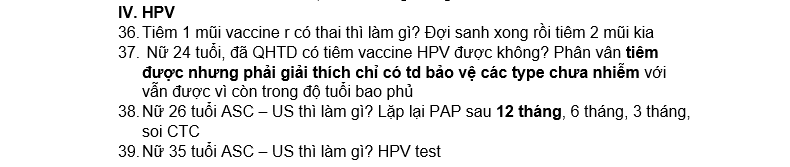 IV. HPV
36. Tiêm 1 mũi vaccine r có thai thì làm gì? Đợi sanh xong rồi tiêm 2 mũi kia
37. Nữ 24 tuổi, đã QHTD có tiêm vaccine HPV được không? Phân vân tiêm
được nhưng phải giải thích chỉ có td bảo vệ các type chưa nhiễm với
vẫn được vì còn trong độ tuổi bao phủ
38. Nữ 26 tuổi ASC – US thì làm gì? Lặp lại PAP sau 12 tháng, 6 tháng, 3 tháng,
soi CTC
39. Nữ 35 tuổi ASC – US thì làm gì? HPV test